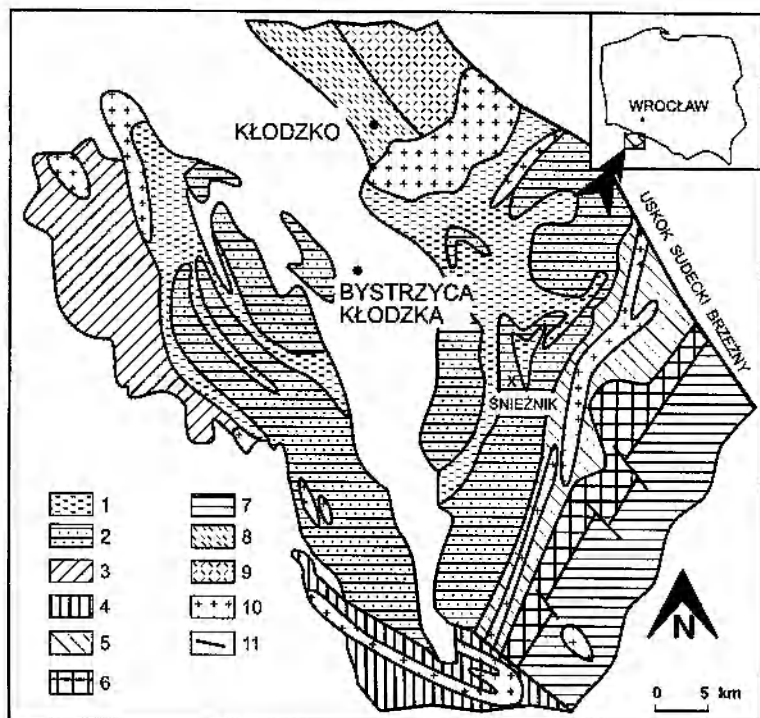 WROCŁAW
KŁODZKO
USKOK SUDECKI BRZEŻNY
BYSTRZYCA
KŁODZKA
X
ŚNIEŻNIK
1
2
3
4
5
6
7
8
9
10
11
N
0 5 km